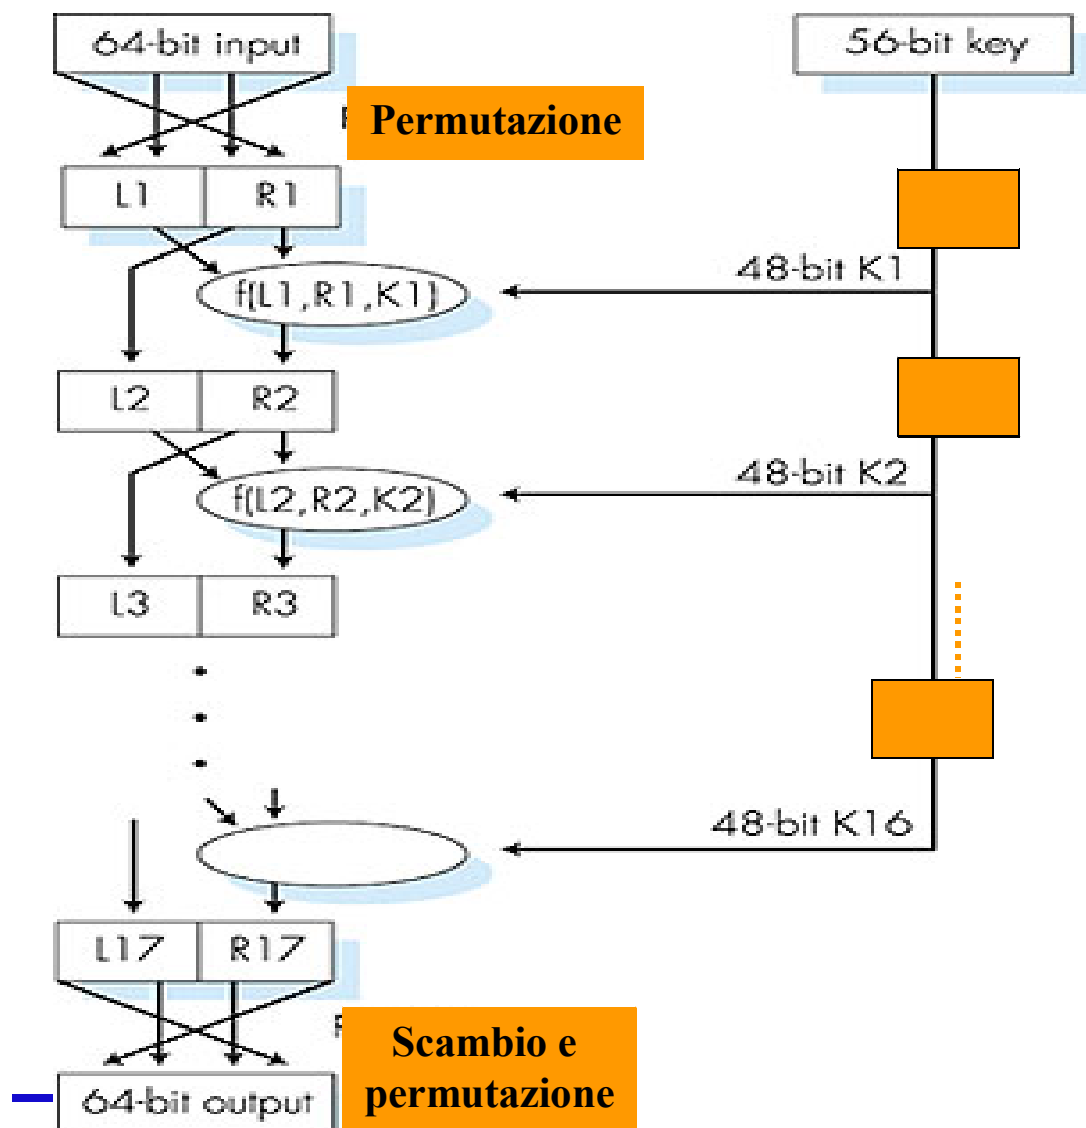 64-bit input
56-bit key
Permutazione
L1 R1
48-bit K1
f(L1,R1,K1)
L2 R2
48-bit K2
f(L2,R2,K2)
L3 R3
48-bit K16
L17 R17
Scambio e
permutazione
64-bit output